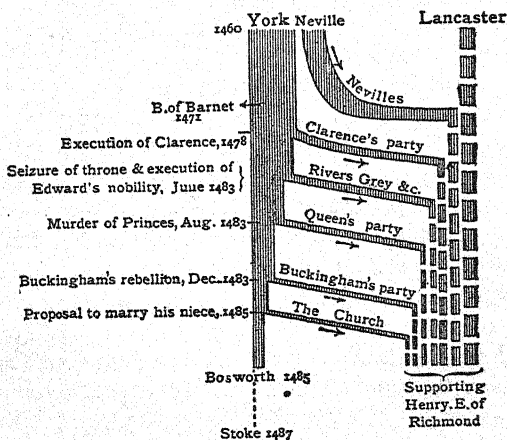 York Neville
Lancaster
1460
Nevilles
B. of Barnet
1471
Clarence's party
Execution of Clarence, 1478
Rivers Grey &c.
Seizure of throne & execution of
Edward's nobility, June 1483
Queen's party
Murder of Princes, Aug. 1483
Buckingham's party
Buckingham's rebellion, Dec. 1483
The Church
Proposal to marry his niece, 1485
Bosworth 1485
Supporting
Henry. E. of
Richmond
Stoke 1487